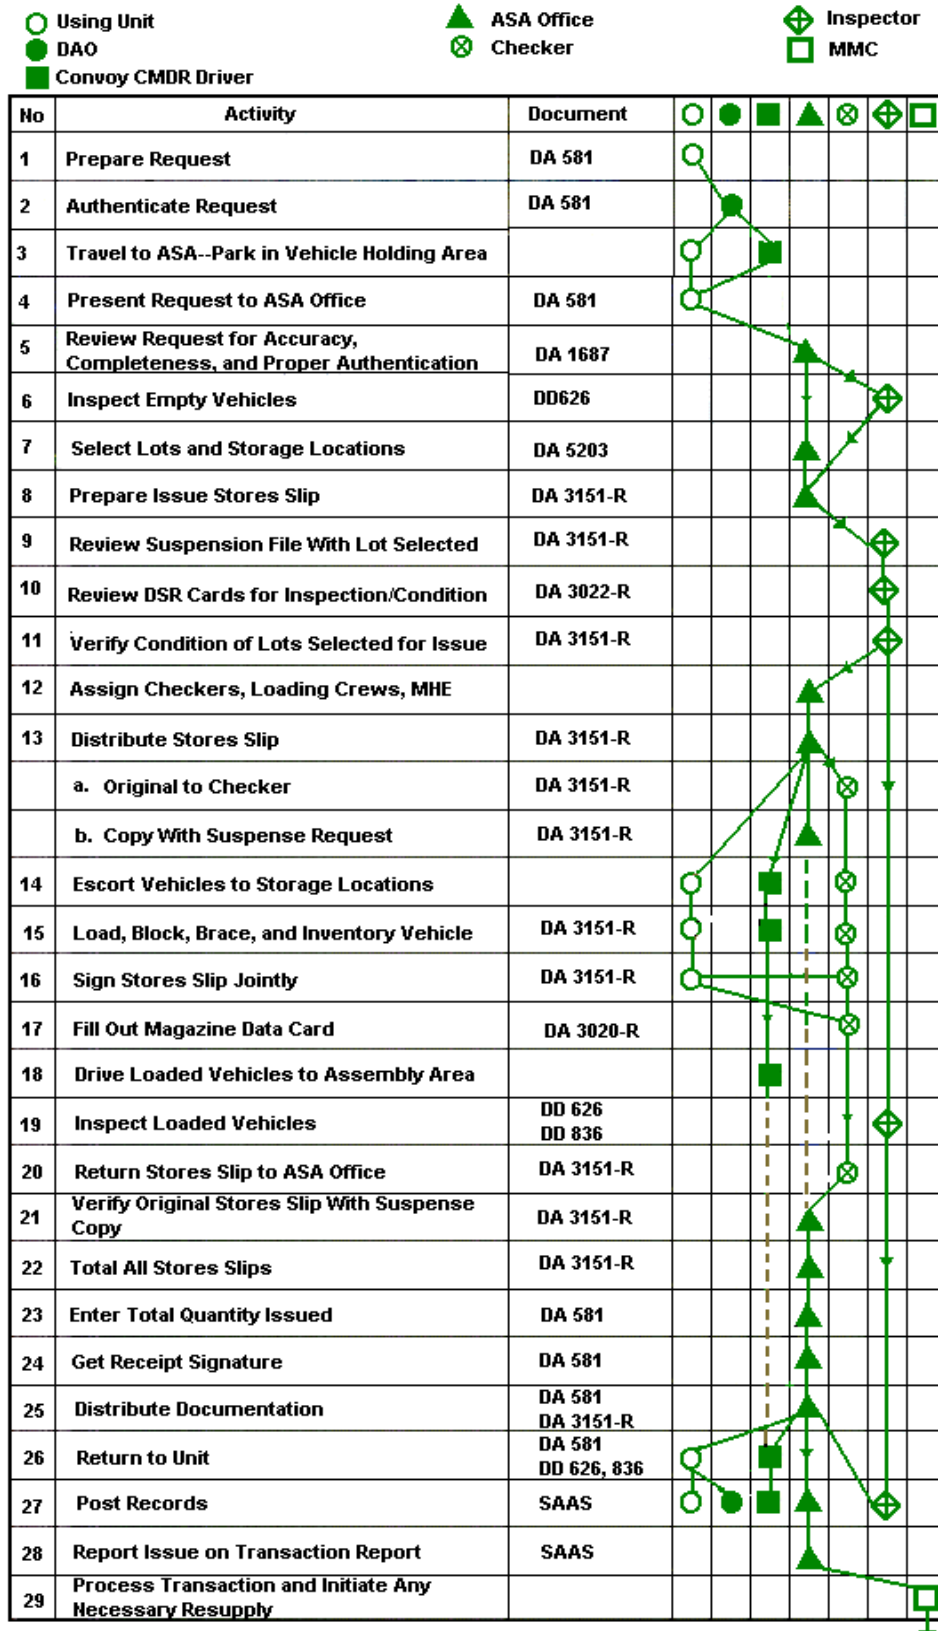 Using Unit
ASA Office
Inspector
DAO
Checker
MMC
Convoy CMDR Driver
No Activity Document
1 Prepare Request DA 581
2 Authenticate Request DA 581
3 Travel to ASA--Park in Vehicle Holding Area
4 Present Request to ASA Office DA 581
5 Review Request for Accuracy,
Completeness, and Proper Authentication DA 1687
6 Inspect Empty Vehicles DD626
7 Select Lots and Storage Locations DA 5203
8 Prepare Issue Stores Slip DA 3151-R
9 Review Suspension File With Lot Selected DA 3151-R
10 Review DSR Cards for Inspection/Condition DA 3022-R
11 Verify Condition of Lots Selected for Issue DA 3151-R
12 Assign Checkers, Loading Crews, MHE
13 Distribute Stores Slip DA 3151-R
a. Original to Checker DA 3151-R
b. Copy With Suspense Request DA 3151-R
14 Escort Vehicles to Storage Locations
15 Load, Block, Brace, and Inventory Vehicle DA 3151-R
16 Sign Stores Slip Jointly DA 3151-R
17 Fill Out Magazine Data Card DA 3020-R
18 Drive Loaded Vehicles to Assembly Area
19 Inspect Loaded Vehicles DD 626
DD 836
20 Return Stores Slip to ASA Office DA 3151-R
21 Verify Original Stores Slip With Suspense
Copy DA 3151-R
22 Total All Stores Slips DA 3151-R
23 Enter Total Quantity Issued DA 581
24 Get Receipt Signature DA 581
25 Distribute Documentation DA 581
DA 3151-R
26 Return to Unit DA 581
DD 626, 836
27 Post Records SAAS
28 Report Issue on Transaction Report SAAS
29 Process Transaction and Initiate Any
Necessary Resupply